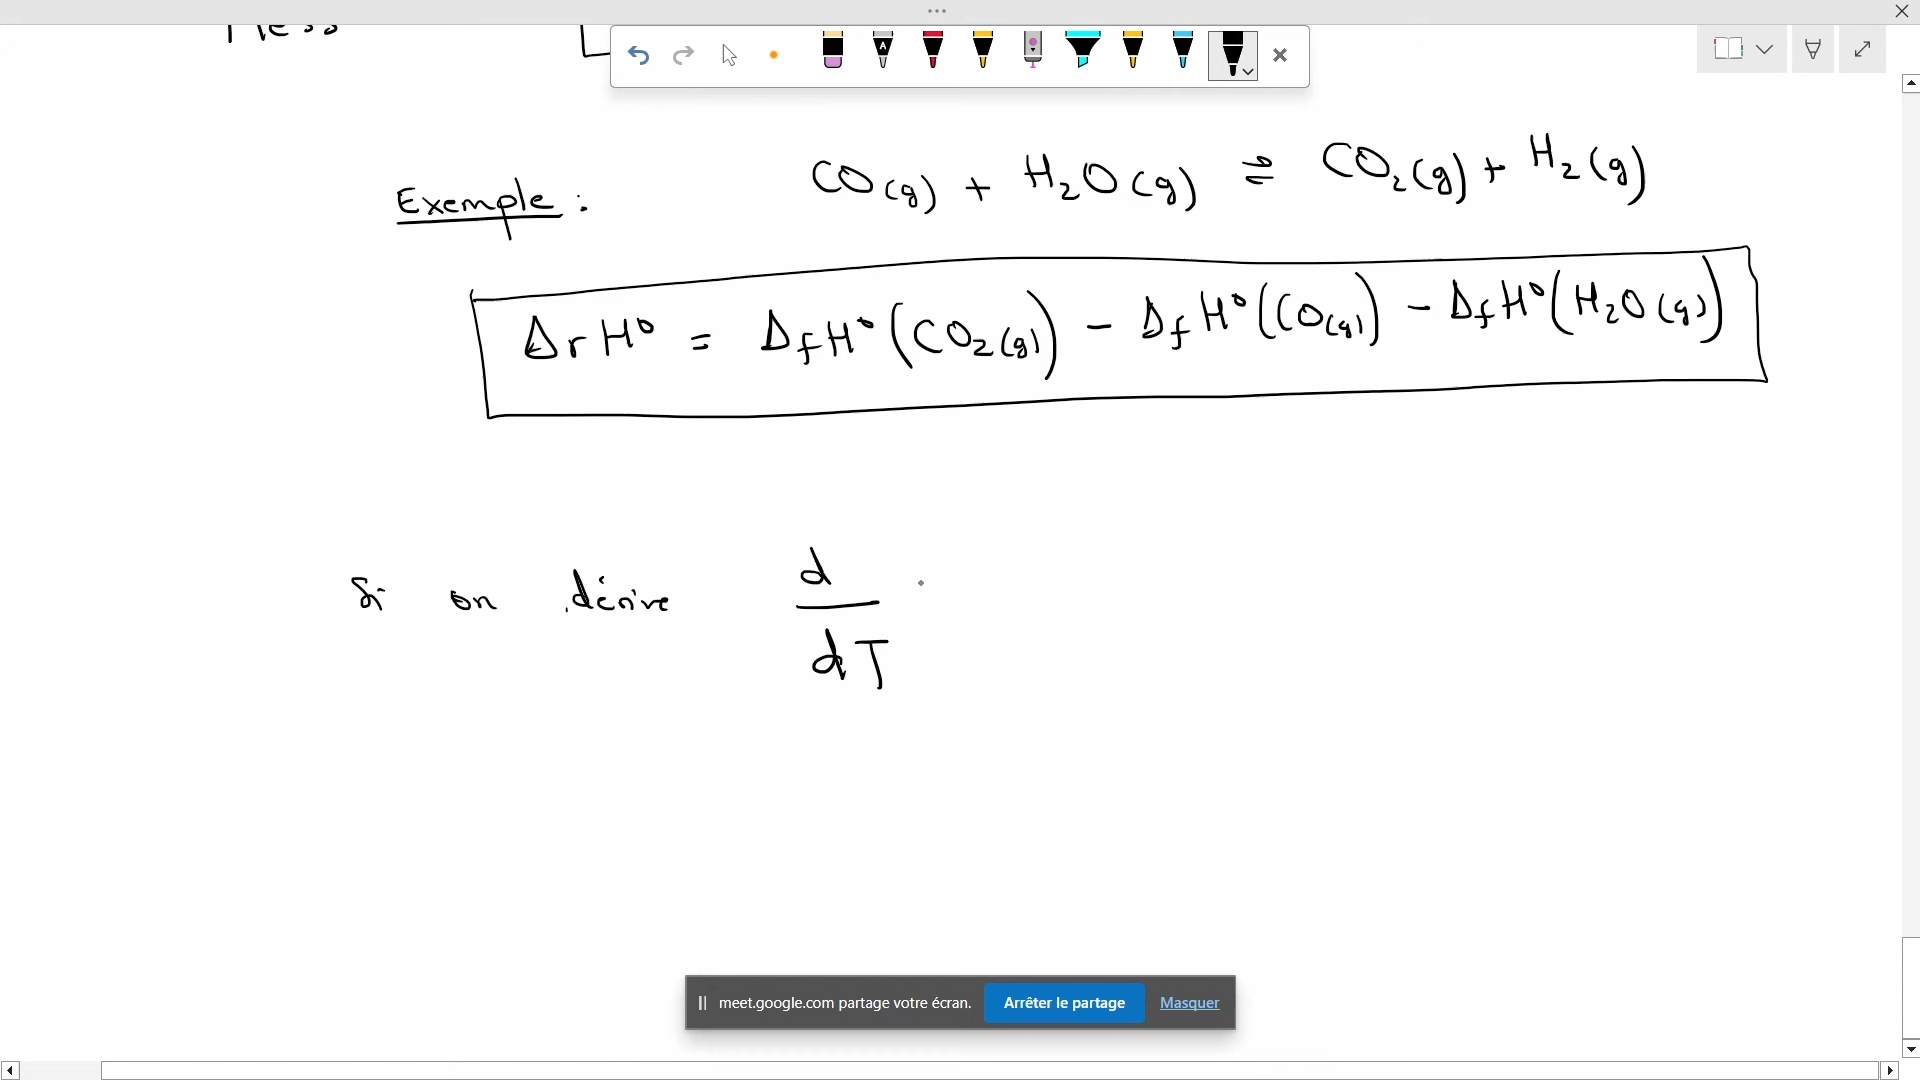 Hess
Exemple : CO(g) + H₂O(g) ⇌ CO₂(g) + H₂(g)
ΔrH° = ΔfH°(CO₂(g)) − ΔfH°(CO(g)) − ΔfH°(H₂O(g))
Si on dérive d
dT
meet.google.com partage votre écran. Arrêter le partage Masquer